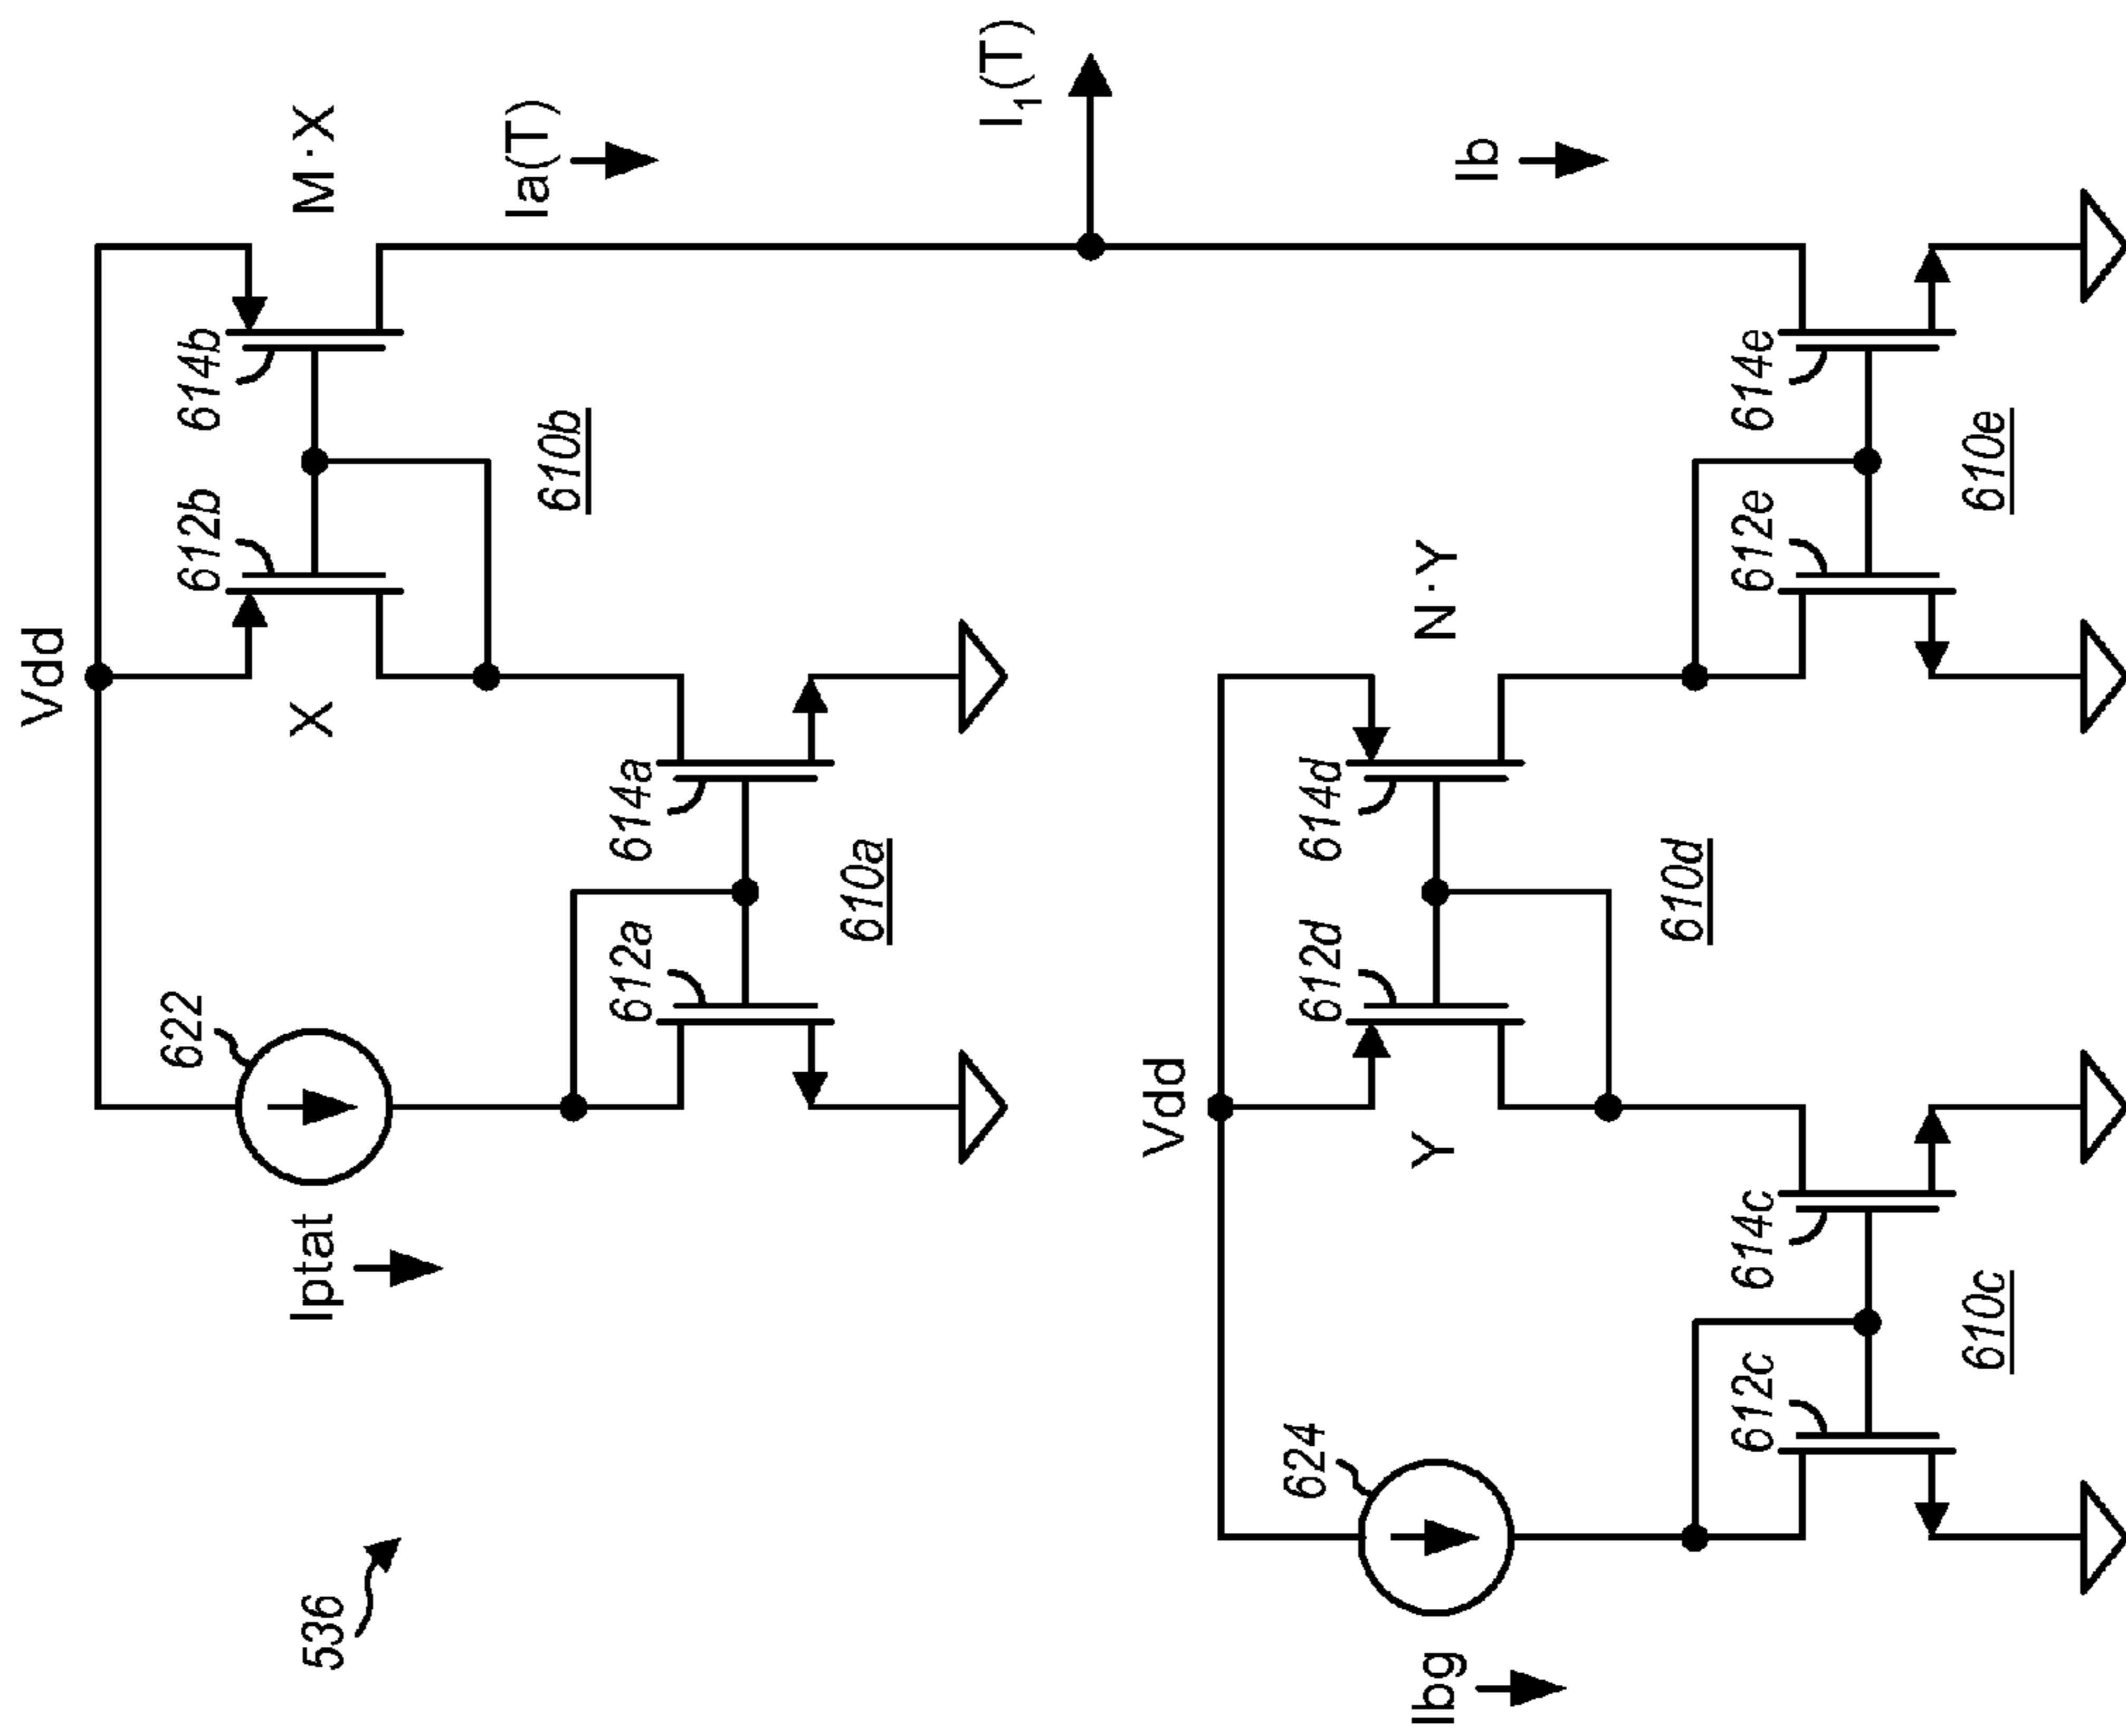 536
Vdd
622
Iptat
X
612b
614b
M·X
610b
Ia(T)
612a
614a
610a
I₁(T)
Vdd
624
Ibg
Y
612d
614d
N·Y
610d
Ib
612c
614c
610c
612e
614e
610e